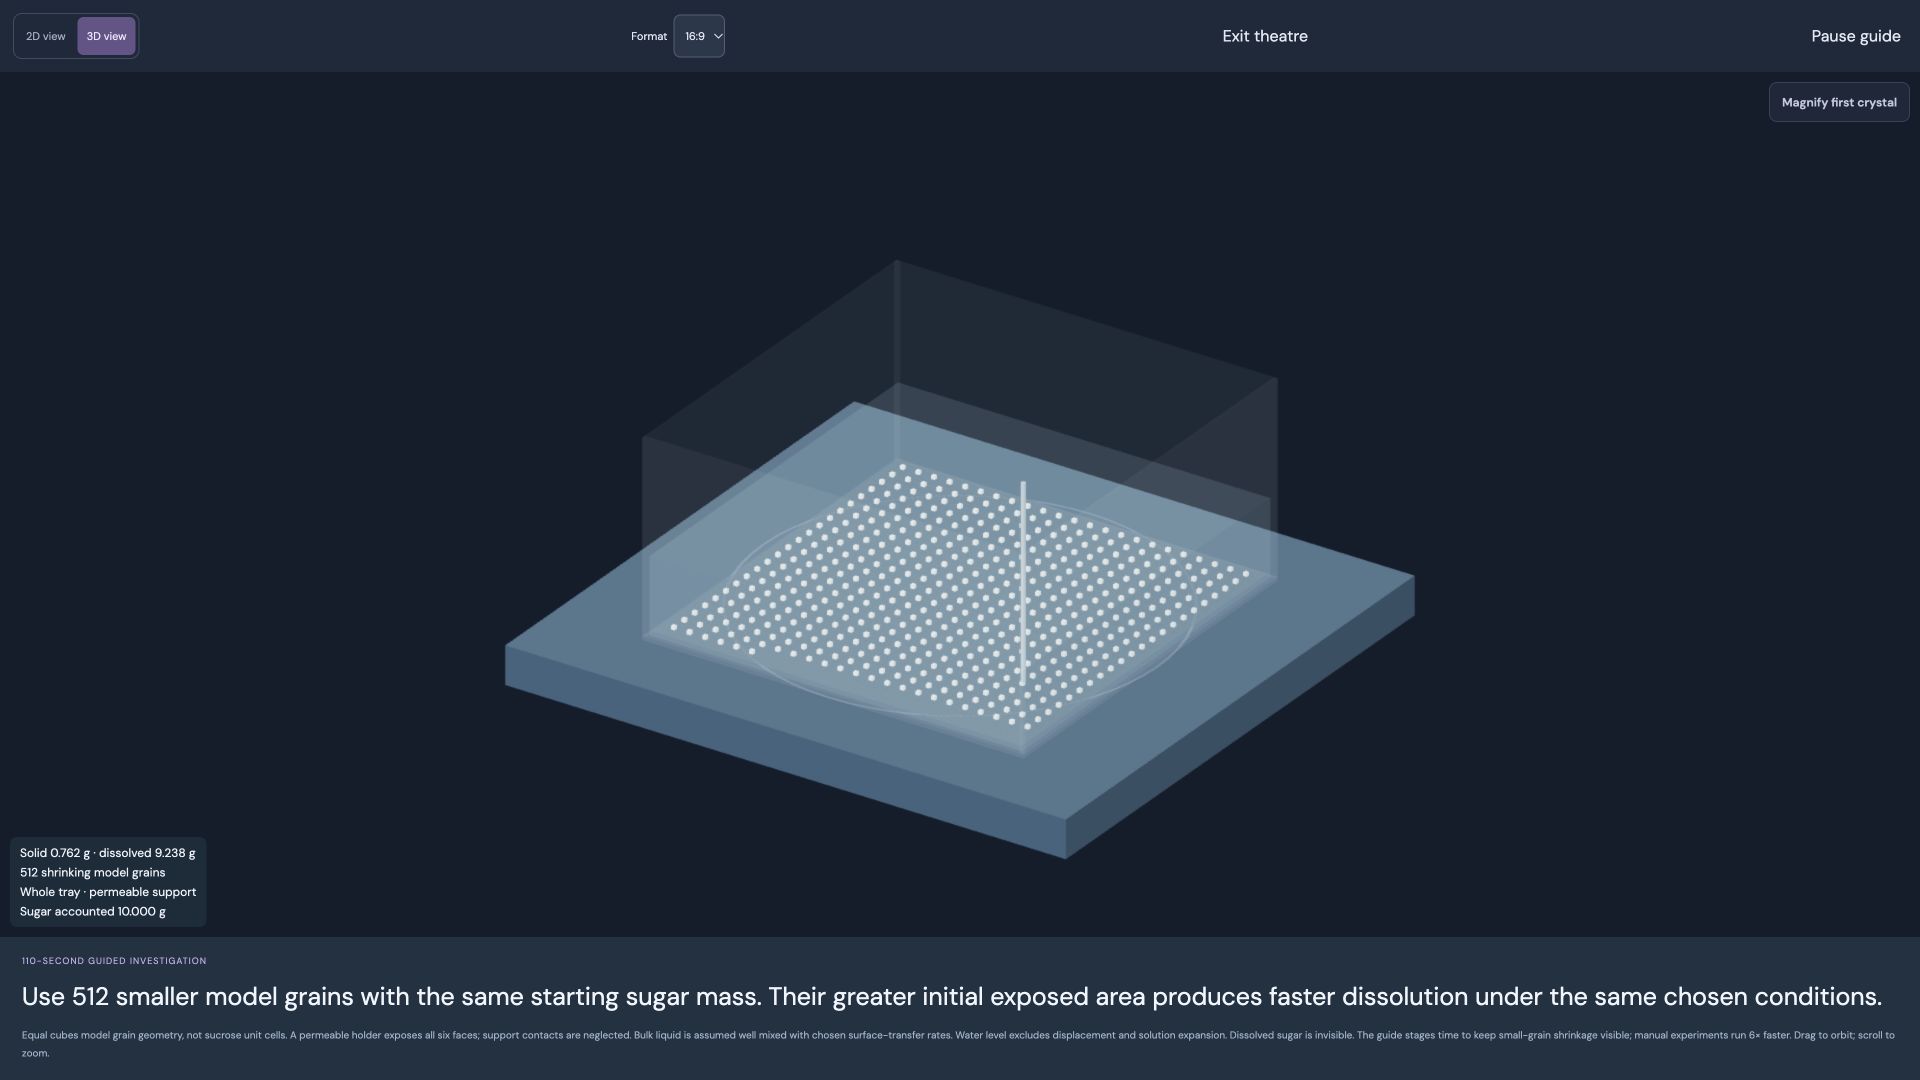 2D view
3D view
Format
16:9
Exit theatre
Pause guide
Magnify first crystal
Solid 0.762 g · dissolved 9.238 g
512 shrinking model grains
Whole tray · permeable support
Sugar accounted 10.000 g
110-SECOND GUIDED INVESTIGATION
Use 512 smaller model grains with the same starting sugar mass. Their greater initial exposed area produces faster dissolution under the same chosen conditions.
Equal cubes model grain geometry, not sucrose unit cells. A permeable holder exposes all six faces; support contacts are neglected. Bulk liquid is assumed well mixed with chosen surface-transfer rates. Water level excludes displacement and solution expansion. Dissolved sugar is invisible. The guide stages time to keep small-grain shrinkage visible; manual experiments run 6× faster. Drag to orbit; scroll to
zoom.